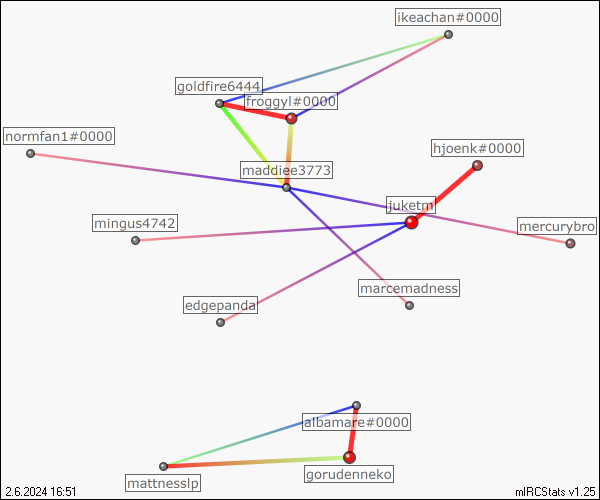 ikeachan#0000
goldfire6444
froggyl#0000
normfan1#0000
hjoenk#0000
maddiee3773
juketm
mingus4742
mercurybro
marcemadness
edgepanda
albamare#0000
gorudenneko
mattnesslp
2.6.2024 16:51
mIRCStats v1.25